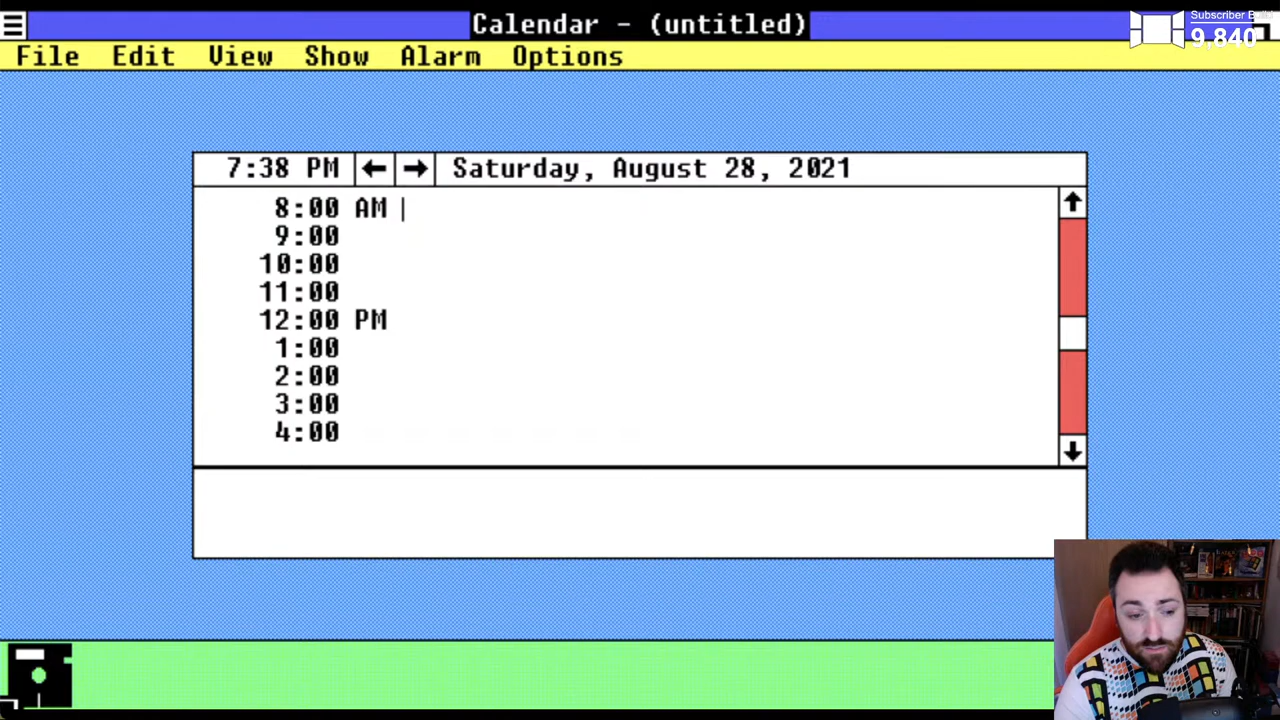 Calendar - (untitled)
Subscriber Build
9,840
File Edit View Show Alarm Options
7:38 PM ← → Saturday, August 28, 2021
8:00 AM
9:00
10:00
11:00
12:00 PM
1:00
2:00
3:00
4:00